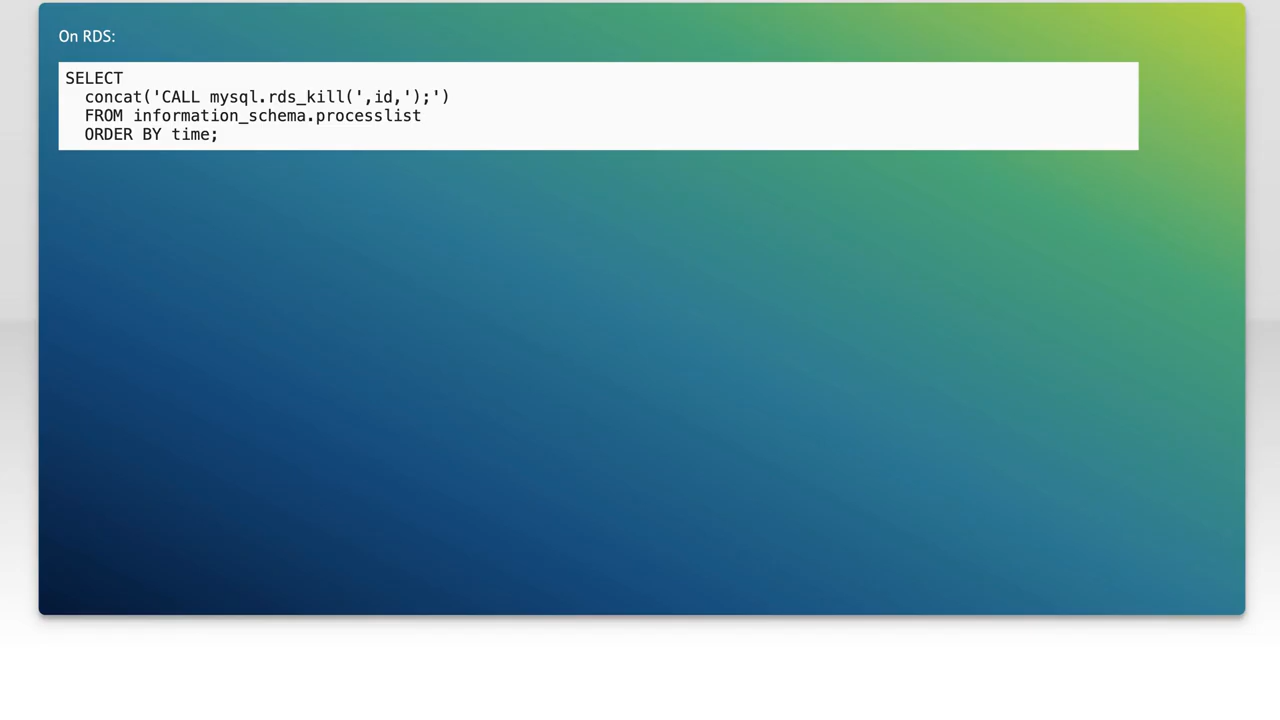 On RDS:
SELECT
  concat('CALL mysql.rds_kill(',id,');')
  FROM information_schema.processlist
  ORDER BY time;